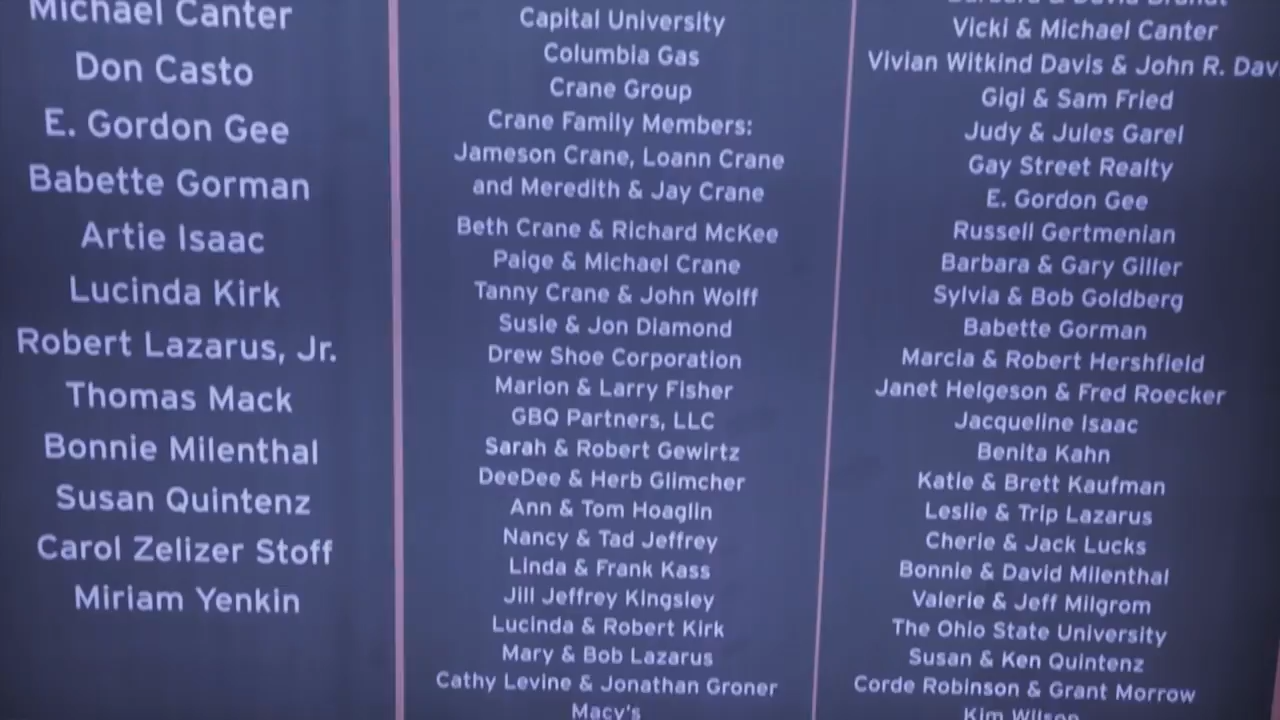 Michael Canter
Don Casto
E. Gordon Gee
Babette Gorman
Artie Isaac
Lucinda Kirk
Robert Lazarus, Jr.
Thomas Mack
Bonnie Milenthal
Susan Quintenz
Carol Zelizer Stoff
Miriam Yenkin
Capital University
Columbia Gas
Crane Group
Crane Family Members:
Jameson Crane, Loann Crane
and Meredith & Jay Crane
Beth Crane & Richard McKee
Paige & Michael Crane
Tanny Crane & John Wolff
Susie & Jon Diamond
Drew Shoe Corporation
Marion & Larry Fisher
GBQ Partners, LLC
Sarah & Robert Gewirtz
DeeDee & Herb Glimcher
Ann & Tom Hoaglin
Nancy & Tad Jeffrey
Linda & Frank Kass
Jill Jeffrey Kingsley
Lucinda & Robert Kirk
Mary & Bob Lazarus
Cathy Levine & Jonathan Groner
Macy's
Vicki & Michael Canter
Vivian Witkind Davis & John R. Dav
Gigi & Sam Fried
Judy & Jules Garel
Gay Street Realty
E. Gordon Gee
Russell Gertmenian
Barbara & Gary Giller
Sylvia & Bob Goldberg
Babette Gorman
Marcia & Robert Hershfield
Janet Helgeson & Fred Roecker
Jacqueline Isaac
Benita Kahn
Katie & Brett Kaufman
Leslie & Trip Lazarus
Cherie & Jack Lucks
Bonnie & David Milenthal
Valerie & Jeff Milgrom
The Ohio State University
Susan & Ken Quintenz
Corde Robinson & Grant Morrow
Kim Wilson